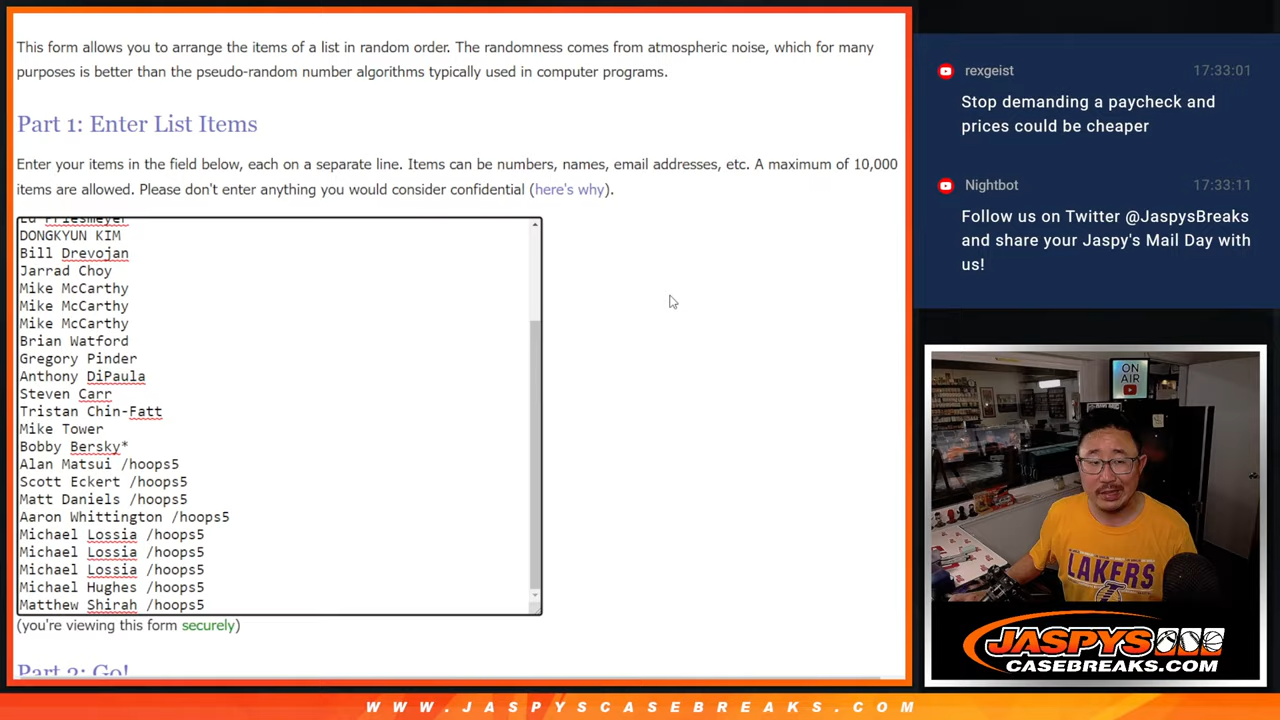 This form allows you to arrange the items of a list in random order. The randomness comes from atmospheric noise, which for many
purposes is better than the pseudo-random number algorithms typically used in computer programs.
Part 1: Enter List Items
Enter your items in the field below, each on a separate line. Items can be numbers, names, email addresses, etc. A maximum of 10,000
items are allowed. Please don't enter anything you would consider confidential (here's why).
Ed Friesmeyer
DONGKYUN KIM
Bill Drevojan
Jarrad Choy
Mike McCarthy
Mike McCarthy
Mike McCarthy
Brian Watford
Gregory Pinder
Anthony DiPaula
Steven Carr
Tristan Chin-Fatt
Mike Tower
Bobby Bersky*
Alan Matsui /hoops5
Scott Eckert /hoops5
Matt Daniels /hoops5
Aaron Whittington /hoops5
Michael Lossia /hoops5
Michael Lossia /hoops5
Michael Lossia /hoops5
Michael Hughes /hoops5
Matthew Shirah /hoops5
(you're viewing this form securely)
Part 2: Go!
rexgeist 17:33:01
Stop demanding a paycheck and
prices could be cheaper
Nightbot 17:33:11
Follow us on Twitter @JaspysBreaks
and share your Jaspy's Mail Day with
us!
ON
AIR
LAKERS
JASPYS
CASEBREAKS.COM
WWW.JASPYSCASEBREAKS.COM